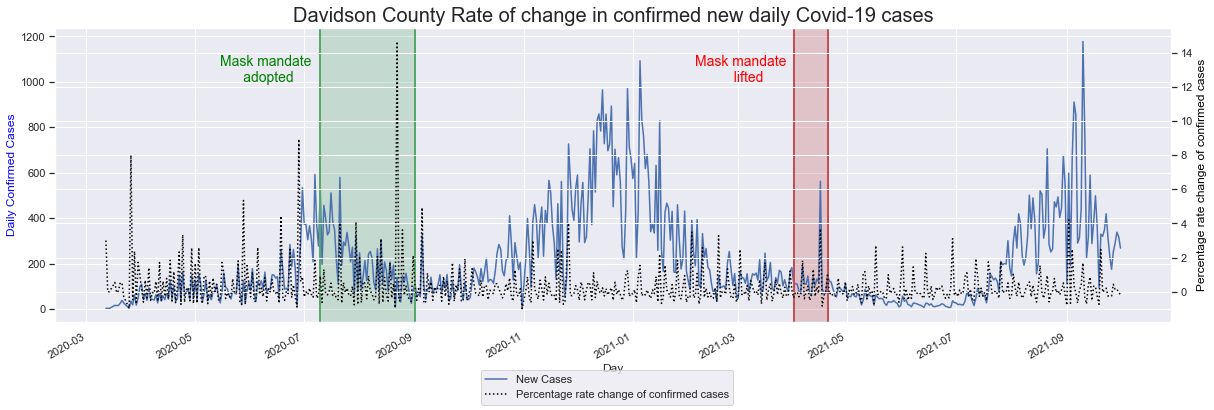 Davidson County Rate of change in confirmed new daily Covid-19 cases
1200
1000
800
600
400
200
0
Daily Confirmed Cases
Mask mandate
adopted
Mask mandate
lifted
14
12
10
8
6
4
2
0
Percentage rate change of confirmed cases
2020-03
2020-05
2020-07
2020-09
2020-11
2021-01
2021-03
2021-05
2021-07
2021-09
Day
New Cases
Percentage rate change of confirmed cases